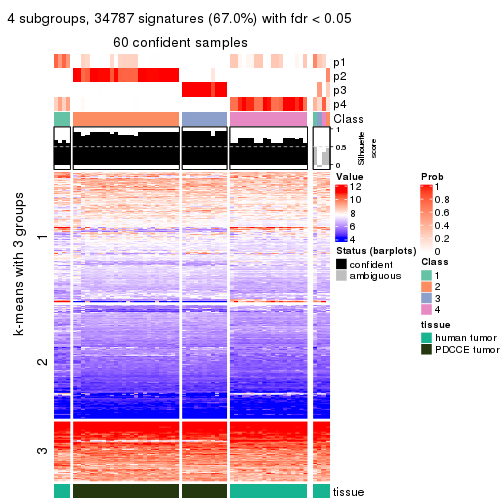 4 subgroups, 34787 signatures (67.0%) with fdr < 0.05
60 confident samples
p1
p2
p3
p4
Class
1
0.5
0
Silhouette
score
k-means with 3 groups
1
2
3
tissue
Value
12
10
8
6
4
Status (barplots)
confident
ambiguous
Prob
1
0.8
0.6
0.4
0.2
0
Class
1
2
3
4
tissue
human tumor
PDCCE tumor